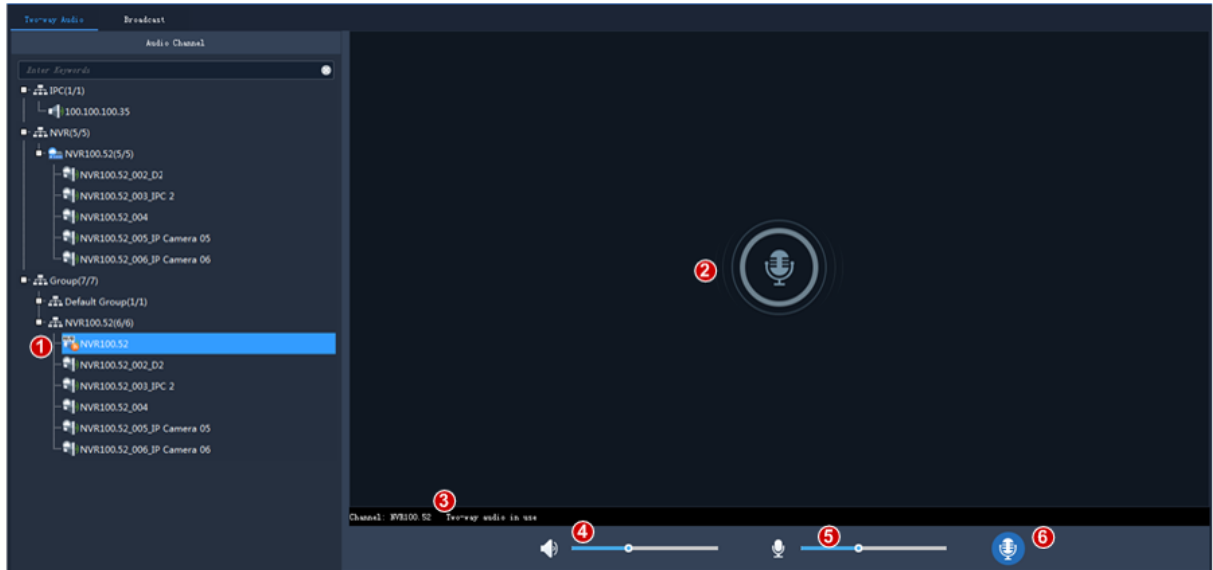 Two-way Audio Broadcast
Audio Channel
Enter Keywords
IPC(1/1)
100.100.100.35
NVR(5/5)
NVR100.52(5/5)
NVR100.52_002_D2
NVR100.52_003_IPC 2
NVR100.52_004
NVR100.52_005_IP Camera 05
NVR100.52_006_IP Camera 06
Group(7/7)
Default Group(1/1)
NVR100.52(6/6)
1 NVR100.52
NVR100.52_002_D2
NVR100.52_003_IPC 2
NVR100.52_004
NVR100.52_005_IP Camera 05
NVR100.52_006_IP Camera 06
2
3
Channel: NVR100.52 Two-way audio in use
4 5 6